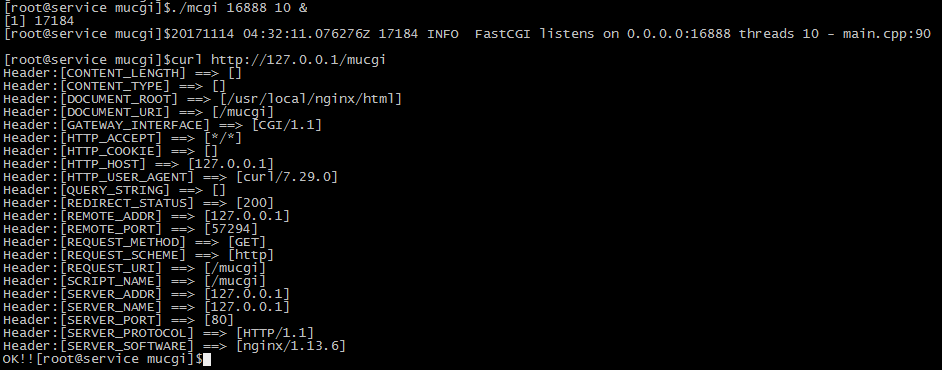 [root@service mucgi]$./mcgi 16888 10 &
[1] 17184
[root@service mucgi]$20171114 04:32:11.076276Z 17184 INFO  FastCGI listens on 0.0.0.0:16888 threads 10 - main.cpp:90
[root@service mucgi]$curl http://127.0.0.1/mucgi
Header:[CONTENT_LENGTH] ==> []
Header:[CONTENT_TYPE] ==> []
Header:[DOCUMENT_ROOT] ==> [/usr/local/nginx/html]
Header:[DOCUMENT_URI] ==> [/mucgi]
Header:[GATEWAY_INTERFACE] ==> [CGI/1.1]
Header:[HTTP_ACCEPT] ==> [*/*]
Header:[HTTP_COOKIE] ==> []
Header:[HTTP_HOST] ==> [127.0.0.1]
Header:[HTTP_USER_AGENT] ==> [curl/7.29.0]
Header:[QUERY_STRING] ==> []
Header:[REDIRECT_STATUS] ==> [200]
Header:[REMOTE_ADDR] ==> [127.0.0.1]
Header:[REMOTE_PORT] ==> [57294]
Header:[REQUEST_METHOD] ==> [GET]
Header:[REQUEST_SCHEME] ==> [http]
Header:[REQUEST_URI] ==> [/mucgi]
Header:[SCRIPT_NAME] ==> [/mucgi]
Header:[SERVER_ADDR] ==> [127.0.0.1]
Header:[SERVER_NAME] ==> [127.0.0.1]
Header:[SERVER_PORT] ==> [80]
Header:[SERVER_PROTOCOL] ==> [HTTP/1.1]
Header:[SERVER_SOFTWARE] ==> [nginx/1.13.6]
OK!![root@service mucgi]$